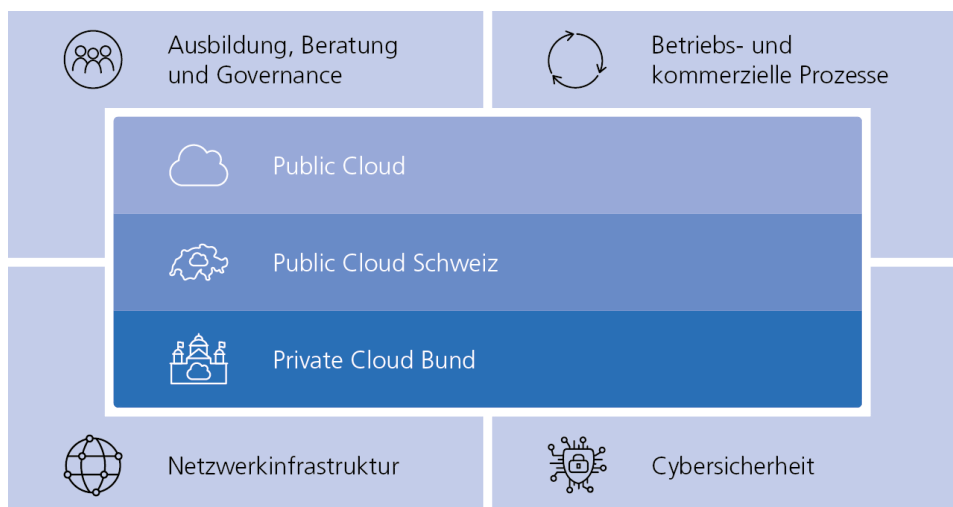 Ausbildung, Beratung
und Governance
Betriebs- und
kommerzielle Prozesse
Public Cloud
Public Cloud Schweiz
Private Cloud Bund
Netzwerkinfrastruktur
Cybersicherheit